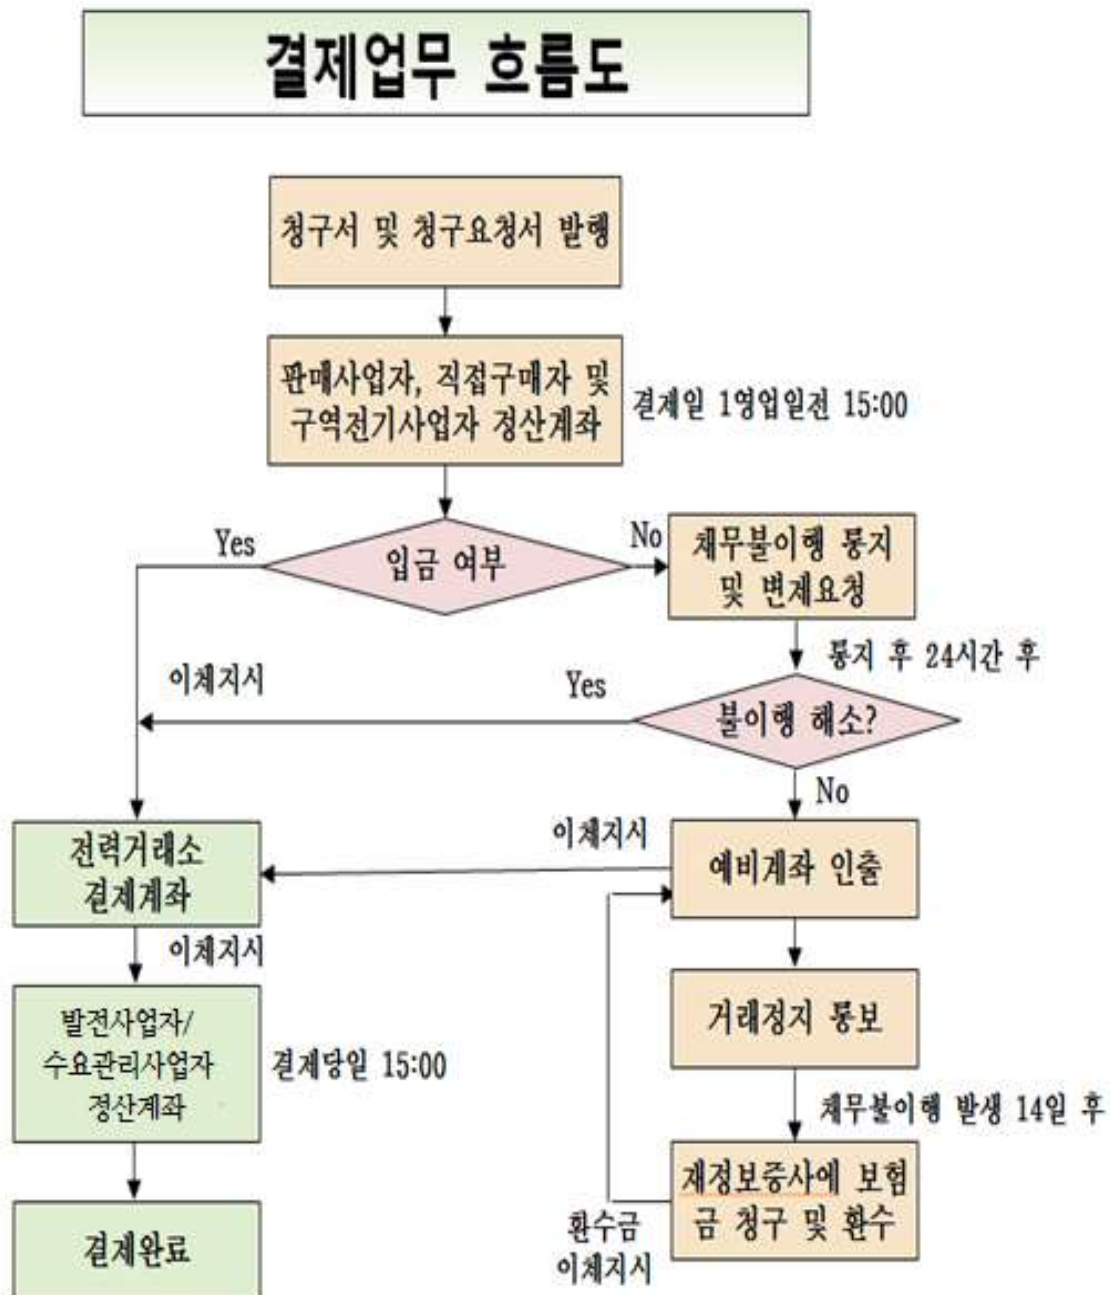 결제업무 흐름도
청구서 및 청구요청서 발행
판매사업자, 직접구매자 및
구역전기사업자 정산계좌
결제일 1영업일전 15:00
입금 여부
Yes
No
채무불이행 통지
및 변제요청
통지 후 24시간 후
이체지시
Yes
불이행 해소?
No
전력거래소
결제계좌
이체지시
예비계좌 인출
이체지시
발전사업자/
수요관리사업자
정산계좌
결제당일 15:00
거래정지 통보
채무불이행 발생 14일 후
재정보증사에 보험
금 청구 및 환수
환수금
이체지시
결제완료